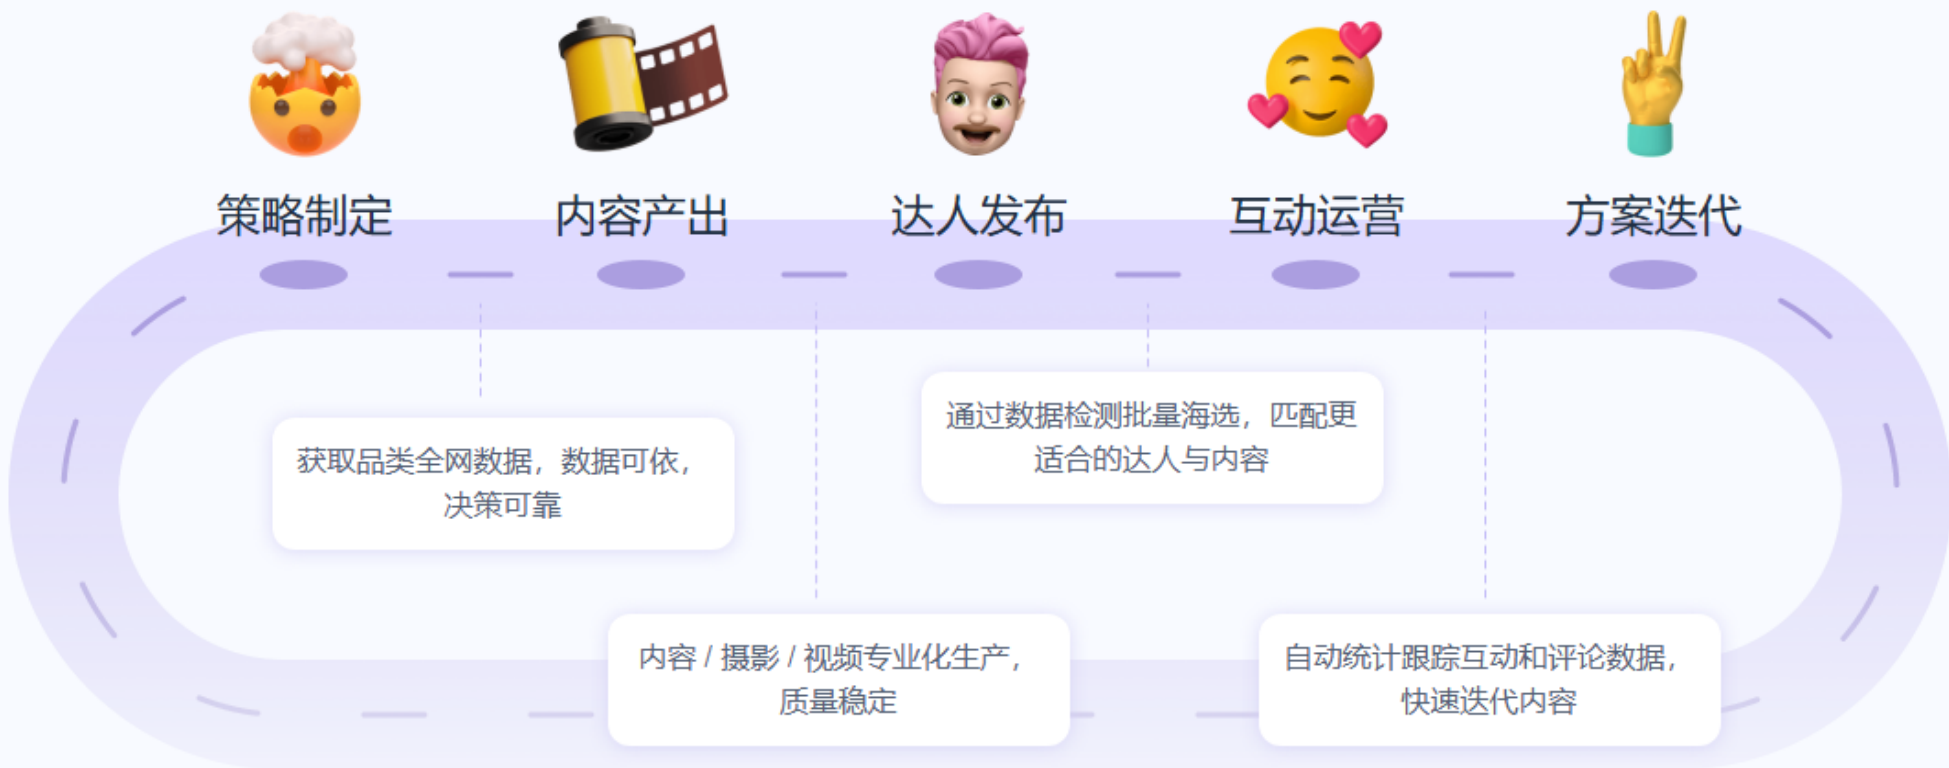 策略制定
内容产出
达人发布
互动运营
方案迭代
获取品类全网数据，数据可依，
决策可靠
通过数据检测批量海选，匹配更
适合的达人与内容
内容 / 摄影 / 视频专业化生产，
质量稳定
自动统计跟踪互动和评论数据，
快速迭代内容